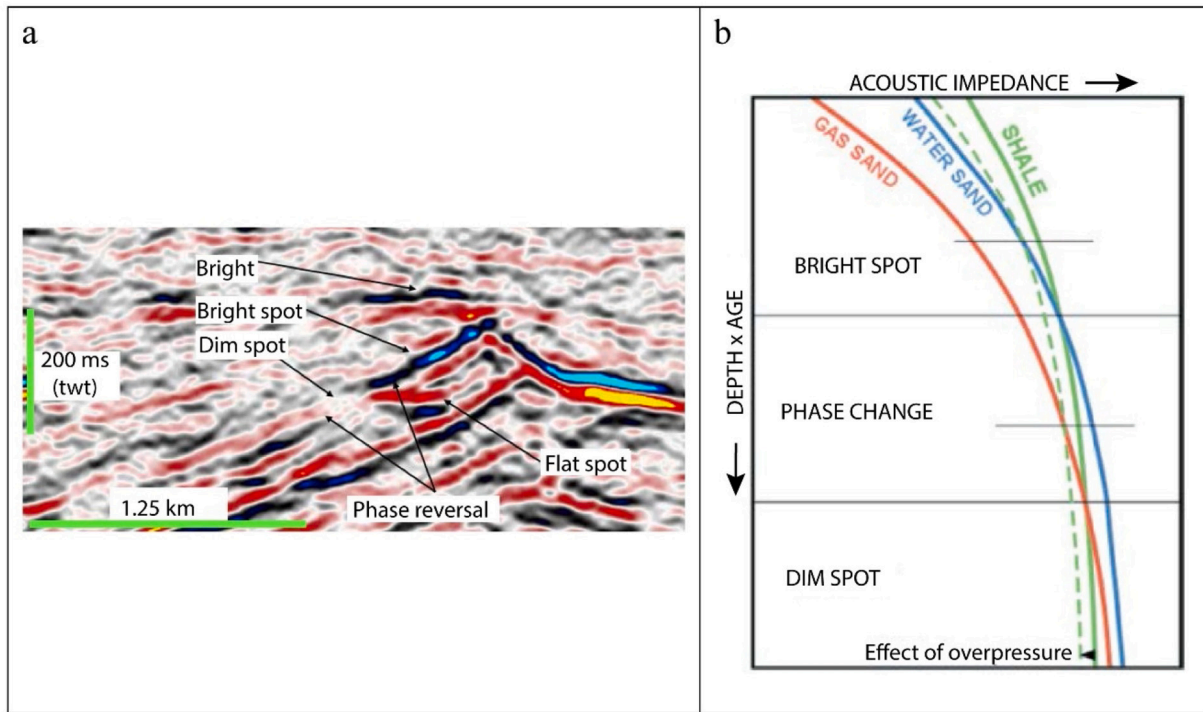 a
Bright
Bright spot
Dim spot
200 ms
(twt)
Flat spot
1.25 km
Phase reversal
b
ACOUSTIC IMPEDANCE
GAS SAND
WATER SAND
SHALE
BRIGHT SPOT
DEPTH x AGE
PHASE CHANGE
DIM SPOT
Effect of overpressure